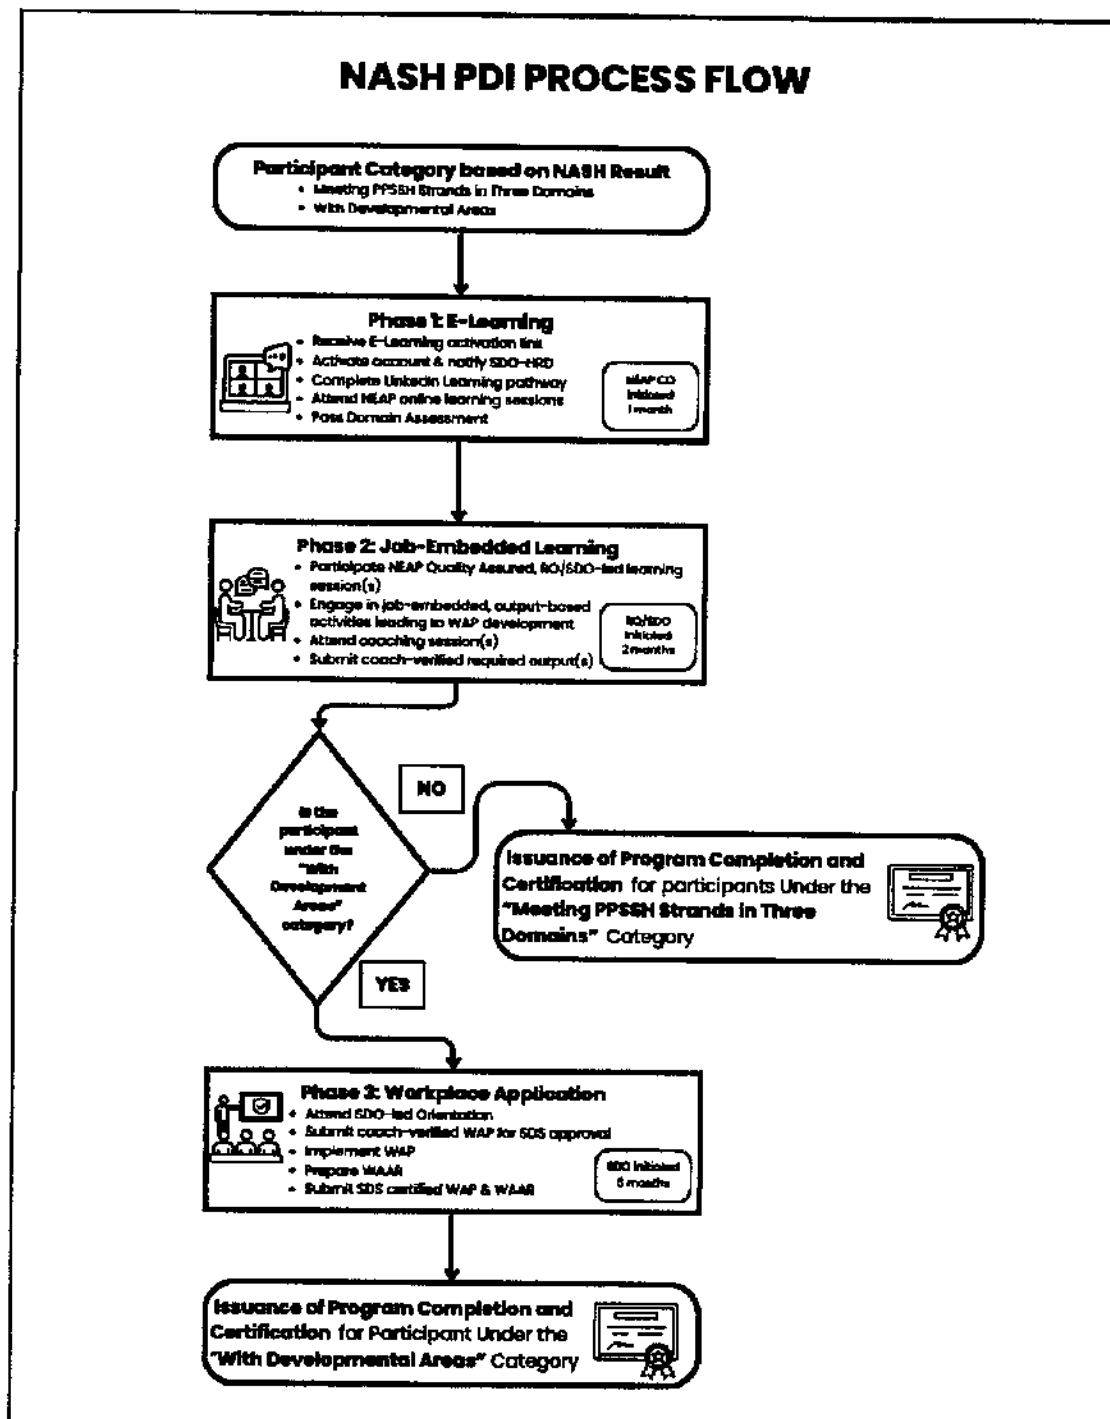 NASH PDI PROCESS FLOW
Participant Category based on NASH Result
• Meeting PPSSH Strands in Three Domains
• With Developmental Areas
Phase 1: E-Learning
• Receive E-Learning activation link
• Activate account & notify SDO-HRD
• Complete LinkedIn Learning pathway
• Attend NEAP online learning sessions
• Pass Domain Assessment
NEAP CO
initiated
1 month
Phase 2: Job-Embedded Learning
• Participate NEAP Quality Assured, RO/SDO-led learning
session(s)
• Engage in job-embedded, output-based
activities leading to WAP development
• Attend coaching session(s)
• Submit coach-verified required output(s)
RO/SDO
initiated
2 months
Is the
participant
under the
"With
Development
Areas"
category?
NO
Issuance of Program Completion and
Certification for participants Under the
"Meeting PPSSH Strands in Three
Domains" Category
YES
Phase 3: Workplace Application
• Attend SDO-led Orientation
• Submit coach-verified WAP for SDS approval
• Implement WAP
• Prepare WAAR
• Submit SDS certified WAP & WAAR
SDO initiated
months
Issuance of Program Completion and
Certification for Participant Under the
"With Developmental Areas" Category